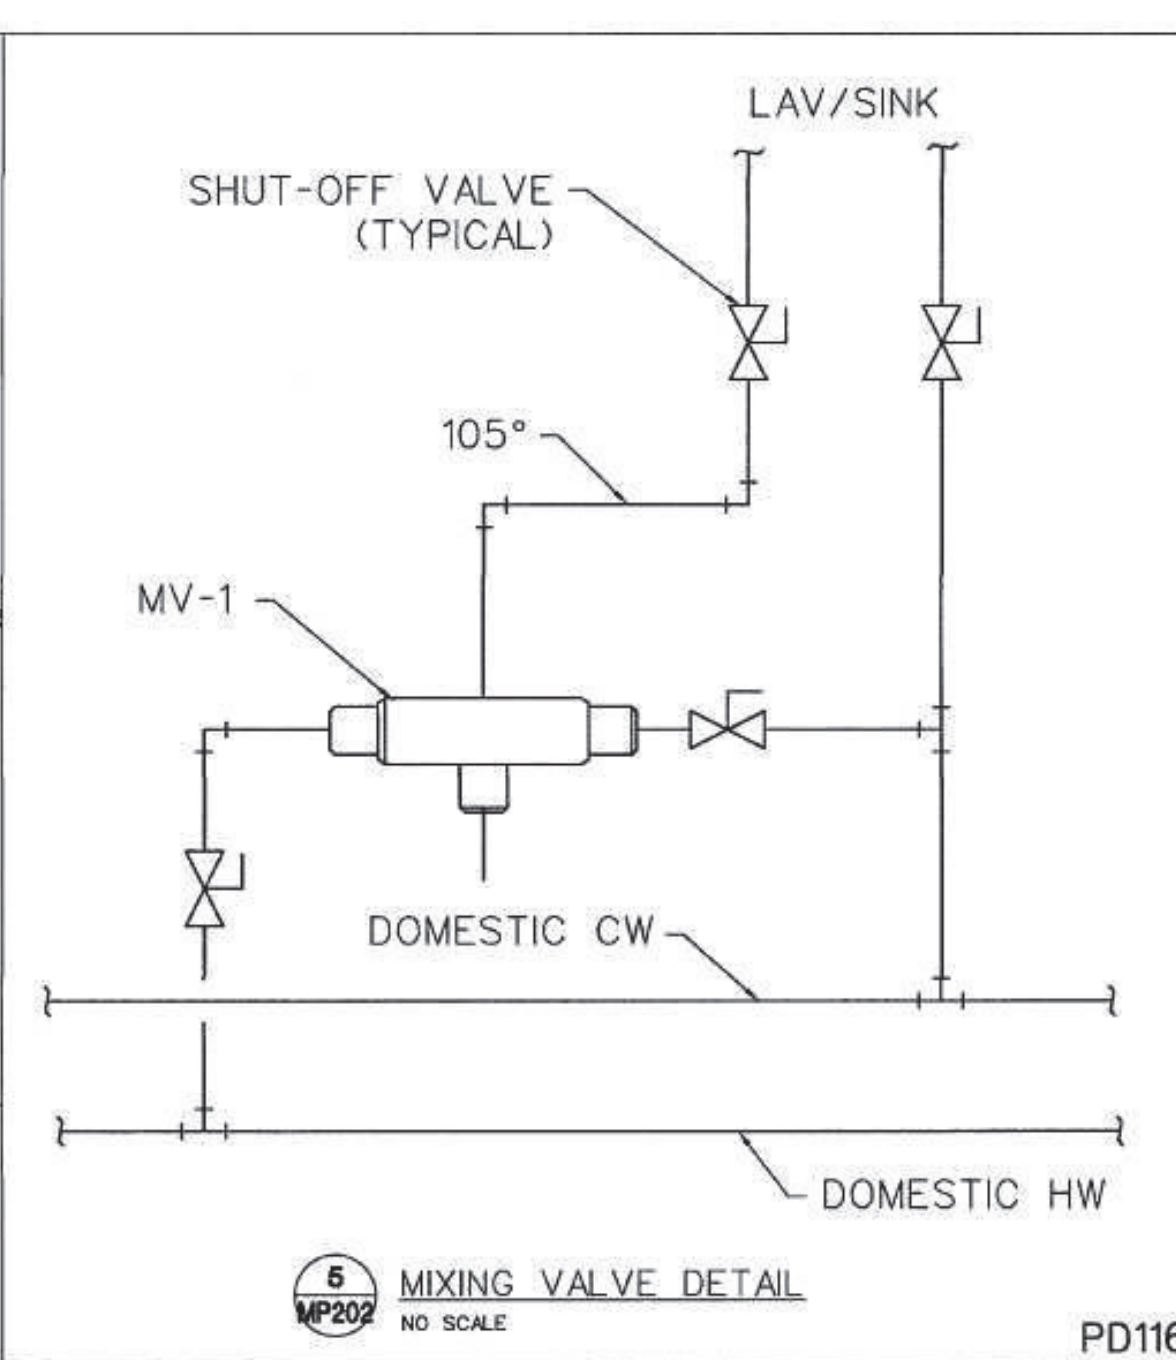 LAV/SINK
SHUT-OFF VALVE
(TYPICAL)
105°
MV-1
DOMESTIC CW
DOMESTIC HW
5
MP202
MIXING VALVE DETAIL
NO SCALE
PD116